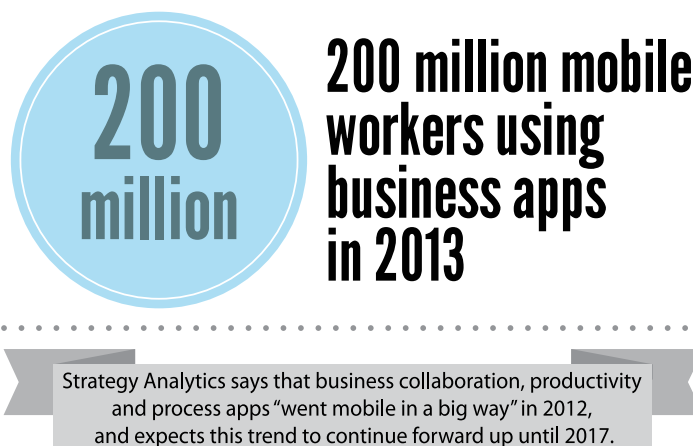 200
million
200 million mobile
workers using
business apps
in 2013
Strategy Analytics says that business collaboration, productivity
and process apps “went mobile in a big way” in 2012,
and expects this trend to continue forward up until 2017.